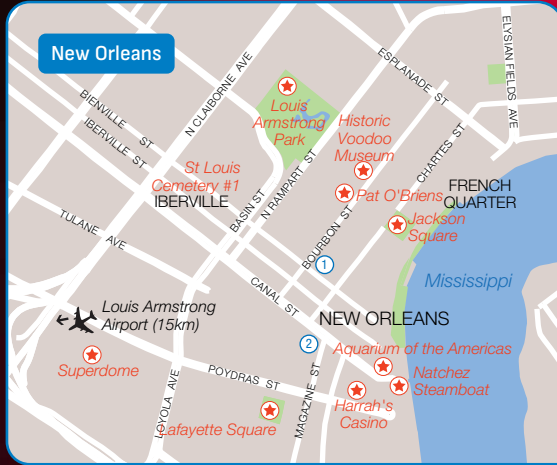 New Orleans
ELYSIAN FIELDS AVE
ESPLANADE ST
N CLAIBORNE AVE
BIENVILLE ST
IBERVILLE ST
Louis
Armstrong
Park
Historic
Voodoo
Museum
CHARTES ST
St Louis
Cemetery #1
IBERVILLE
BASIN ST
N RAMPART ST
Pat O'Briens
FRENCH
QUARTER
TULANE AVE
BOURBON ST
Jackson
Square
1
CANAL ST
Mississippi
Louis Armstrong
Airport (15km)
NEW ORLEANS
2
Aquarium of the Americas
Superdome
POYDRAS ST
Natchez
Steamboat
LOYOLA AVE
MAGAZINE ST
Harrah's
Casino
Lafayette Square